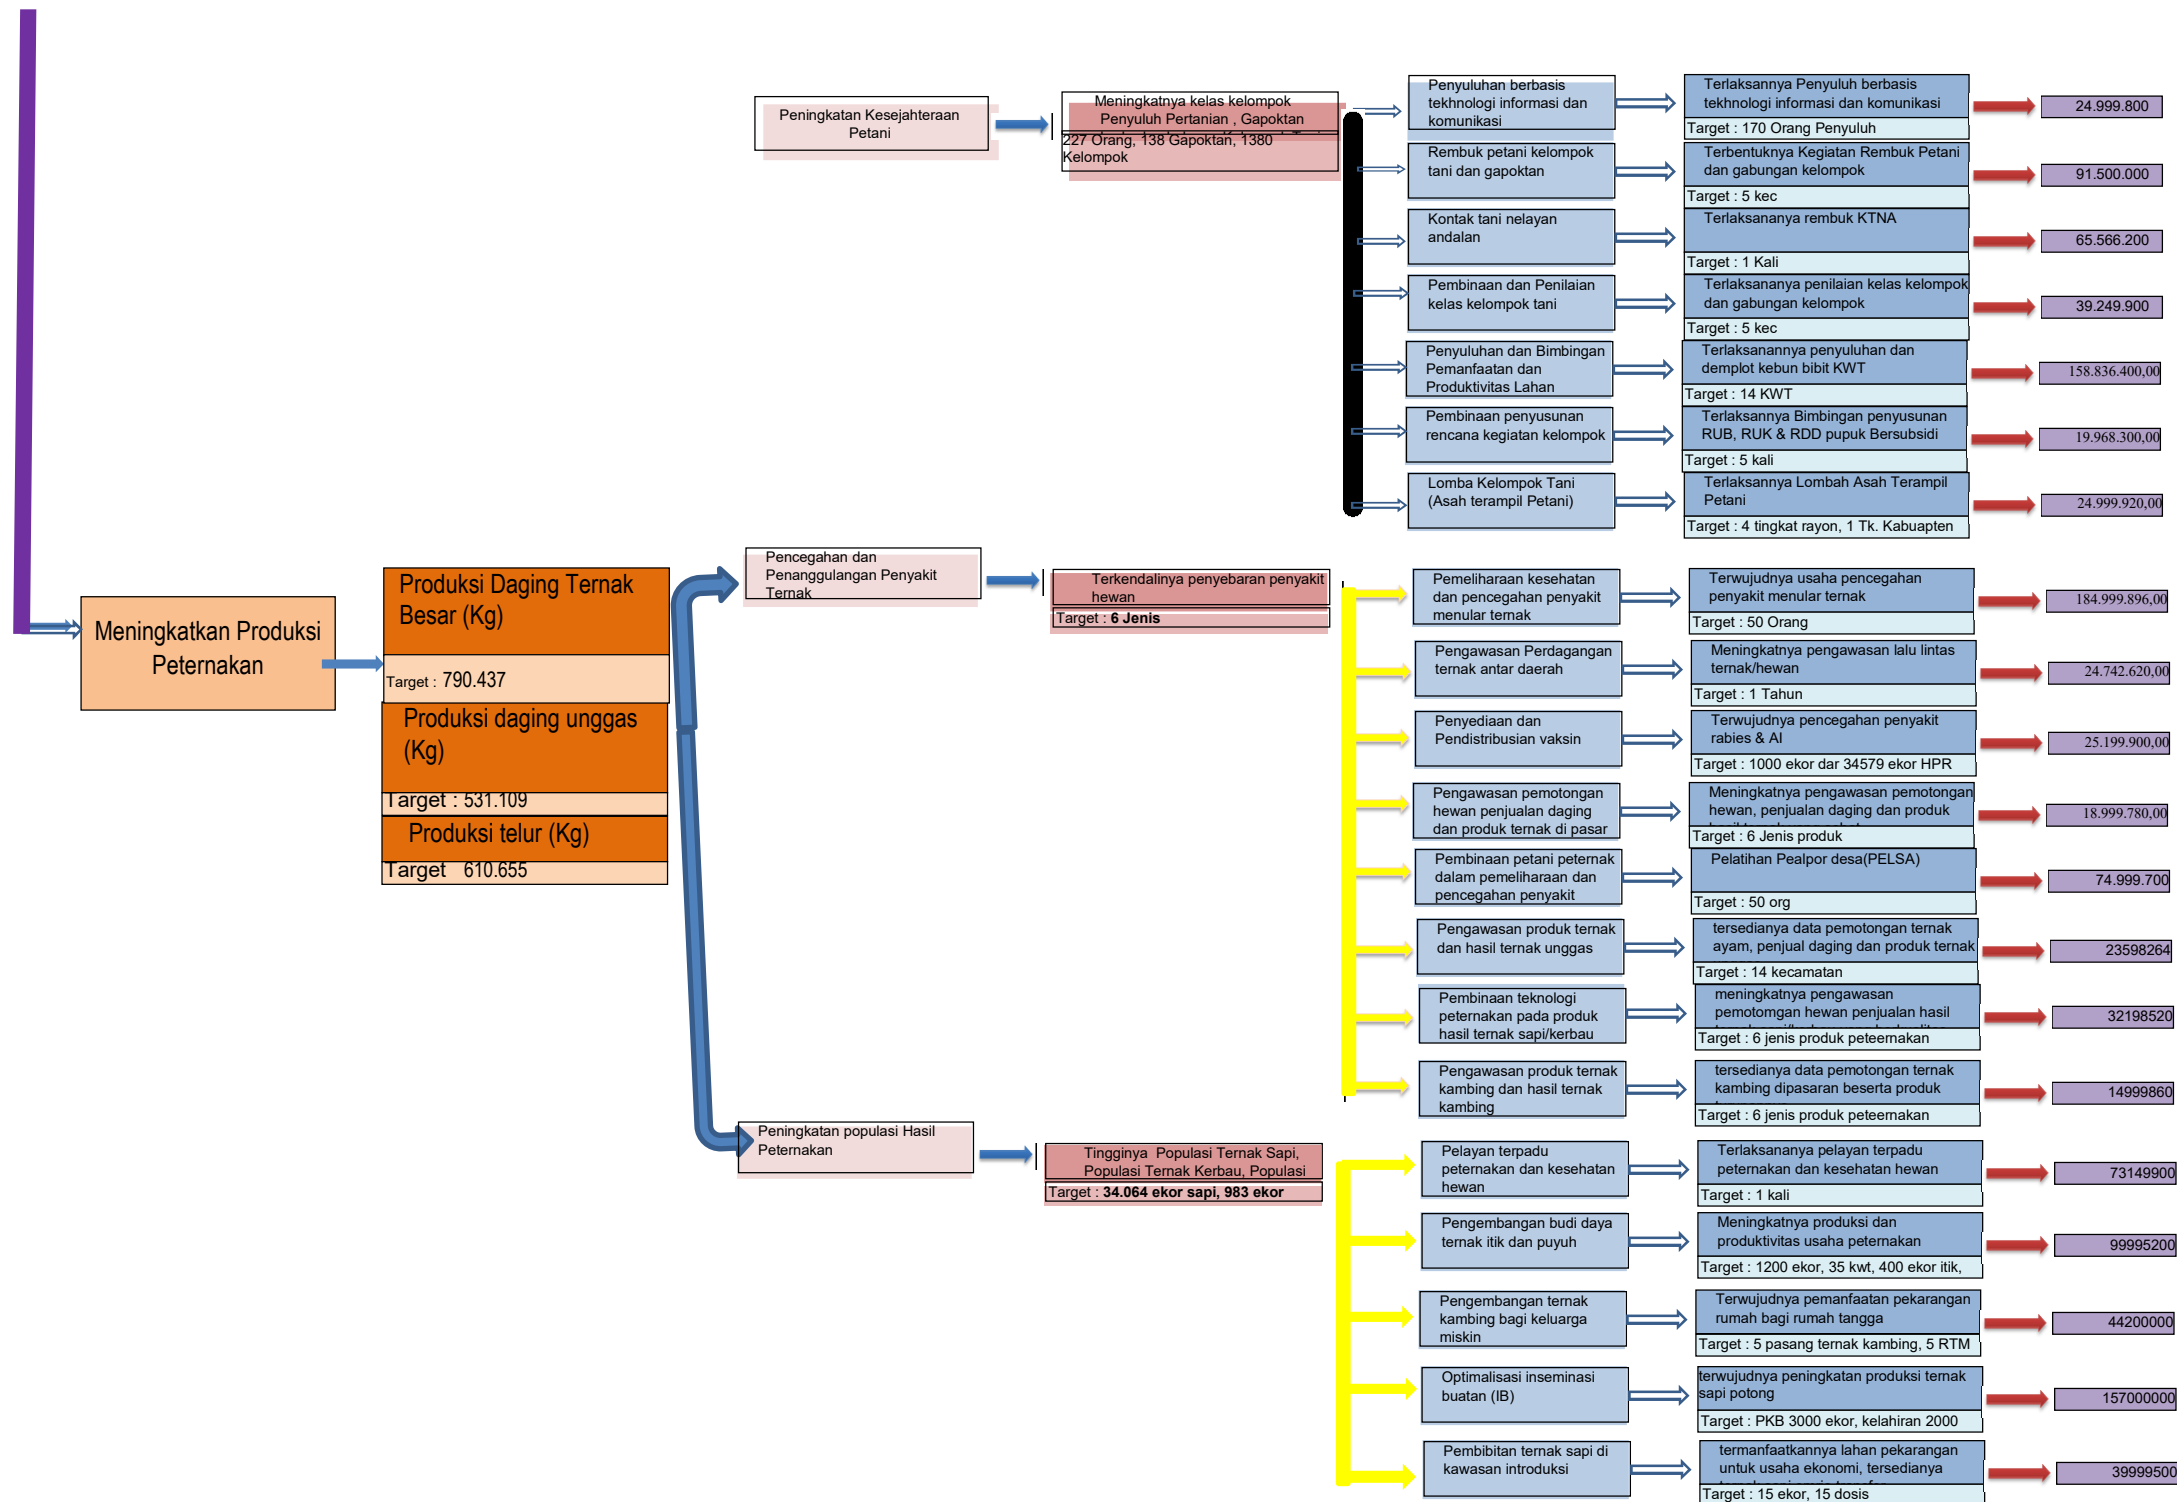 Peningkatan Kesejahteraan
Petani
Meningkatnya kelas kelompok
Penyuluh Pertanian , Gapoktan
227 Orang, 138 Gapoktan, 1380
Kelompok
Penyuluhan berbasis
tekhnologi informasi dan
komunikasi
Terlaksannya Penyuluh berbasis
tekhnologi informasi dan komunikasi
Target : 170 Orang Penyuluh
24.999.800
Rembuk petani kelompok
tani dan gapoktan
Terbentuknya Kegiatan Rembuk Petani
dan gabungan kelompok
Target : 5 kec
91.500.000
Kontak tani nelayan
andalan
Terlaksananya rembuk KTNA
Target : 1 Kali
65.566.200
Pembinaan dan Penilaian
kelas kelompok tani
Terlaksananya penilaian kelas kelompok
dan gabungan kelompok
Target : 5 kec
39.249.900
Penyuluhan dan Bimbingan
Pemanfaatan dan
Produktivitas Lahan
Terlaksanannya penyuluhan dan
demplot kebun bibit KWT
Target : 14 KWT
158.836.400,00
Pembinaan penyusunan
rencana kegiatan kelompok
Terlaksannya Bimbingan penyusunan
RUB, RUK & RDD pupuk Bersubsidi
Target : 5 kali
19.968.300,00
Lomba Kelompok Tani
(Asah terampil Petani)
Terlaksannya Lombah Asah Terampil
Petani
Target : 4 tingkat rayon, 1 Tk. Kabuapten
24.999.920,00
Meningkatkan Produksi
Peternakan
Produksi Daging Ternak
Besar (Kg)
Target : 790.437
Produksi daging unggas
(Kg)
Target : 531.109
Produksi telur (Kg)
Target 610.655
Pencegahan dan
Penanggulangan Penyakit
Ternak
Terkendalinya penyebaran penyakit
hewan
Target : 6 Jenis
Pemeliharaan kesehatan
dan pencegahan penyakit
menular ternak
Terwujudnya usaha pencegahan
penyakit menular ternak
Target : 50 Orang
184.999.896,00
Pengawasan Perdagangan
ternak antar daerah
Meningkatnya pengawasan lalu lintas
ternak/hewan
Target : 1 Tahun
24.742.620,00
Penyediaan dan
Pendistribusian vaksin
Terwujudnya pencegahan penyakit
rabies & AI
Target : 1000 ekor dar 34579 ekor HPR
25.199.900,00
Pengawasan pemotongan
hewan penjualan daging
dan produk ternak di pasar
Meningkatnya pengawasan pemotongan
hewan, penjualan daging dan produk
Target : 6 Jenis produk
18.999.780,00
Pembinaan petani peternak
dalam pemeliharaan dan
pencegahan penyakit
Pelatihan Pealpor desa(PELSA)
Target : 50 org
74.999.700
Pengawasan produk ternak
dan hasil ternak unggas
tersedianya data pemotongan ternak
ayam, penjual daging dan produk ternak
Target : 14 kecamatan
23598264
Pembinaan teknologi
peternakan pada produk
hasil ternak sapi/kerbau
meningkatnya pengawasan
pemotomgan hewan penjualan hasil
Target : 6 jenis produk peteernakan
32198520
Pengawasan produk ternak
kambing dan hasil ternak
kambing
tersedianya data pemotongan ternak
kambing dipasaran beserta produk
Target : 6 jenis produk peteernakan
14999860
Peningkatan populasi Hasil
Peternakan
Tingginya Populasi Ternak Sapi,
Populasi Ternak Kerbau, Populasi
Target : 34.064 ekor sapi, 983 ekor
Pelayan terpadu
peternakan dan kesehatan
hewan
Terlaksananya pelayan terpadu
peternakan dan kesehatan hewan
Target : 1 kali
73149900
Pengembangan budi daya
ternak itik dan puyuh
Meningkatnya produksi dan
produktivitas usaha peternakan
Target : 1200 ekor, 35 kwt, 400 ekor itik,
99995200
Pengembangan ternak
kambing bagi keluarga
miskin
Terwujudnya pemanfaatan pekarangan
rumah bagi rumah tangga
Target : 5 pasang ternak kambing, 5 RTM
44200000
Optimalisasi inseminasi
buatan (IB)
terwujudnya peningkatan produksi ternak
sapi potong
Target : PKB 3000 ekor, kelahiran 2000
157000000
Pembibitan ternak sapi di
kawasan introduksi
termanfaatkannya lahan pekarangan
untuk usaha ekonomi, tersedianya
Target : 15 ekor, 15 dosis
39999500